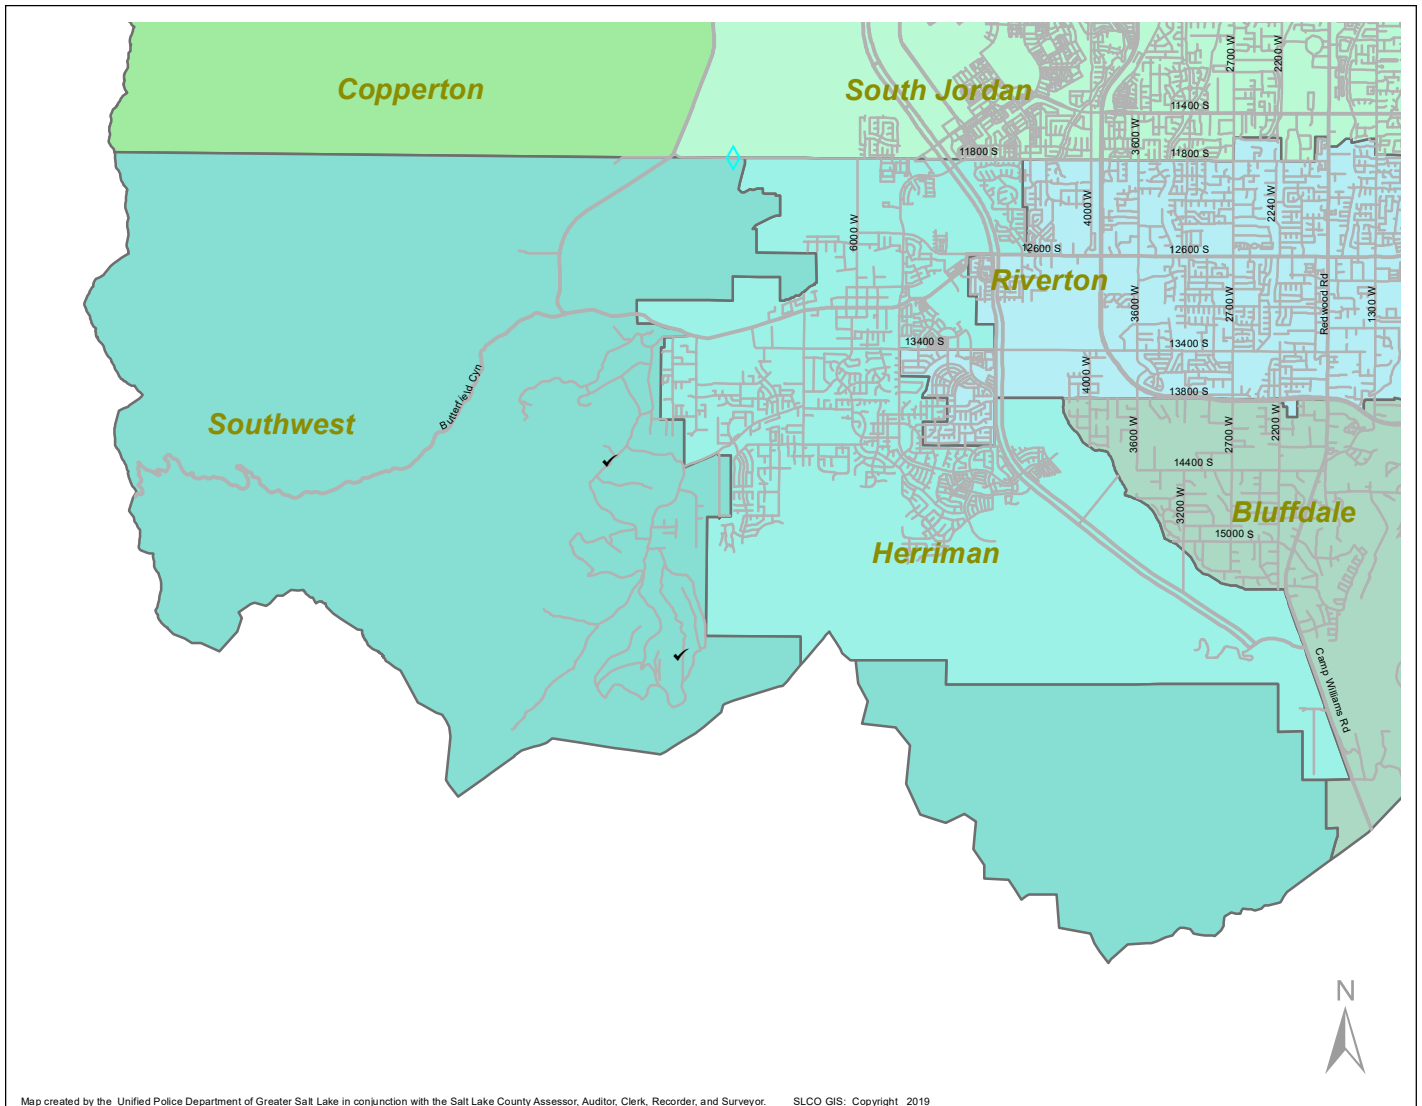 Copperton
South Jordan
2700 W
2200 W
11400 S
3600 W
11800 S
11800 S
4000 W
2240 W
6000 W
12600 S
12600 S
Riverton
3600 W
2700 W
Redwood Rd
1300 W
13400 S
13400 S
4000 W
13800 S
Butterfield Cyn
Southwest
3600 W
2700 W
2200 W
14400 S
3200 W
Bluffdale
15000 S
Herriman
Camp Williams Rd
N
Map created by the Unified Police Department of Greater Salt Lake in conjunction with the Salt Lake County Assessor, Auditor, Clerk, Recorder, and Surveyor. SLCO GIS: Copyright 2019